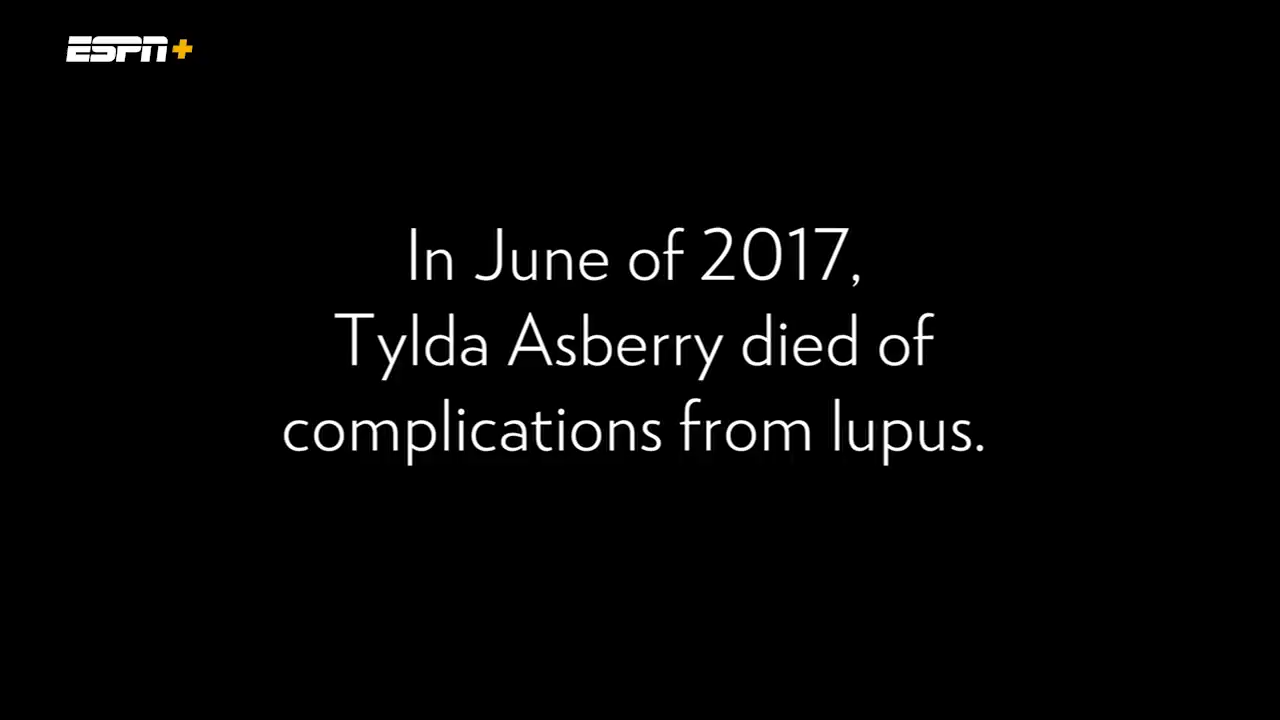 ESPN+
In June of 2017,
Tylda Asberry died of
complications from lupus.